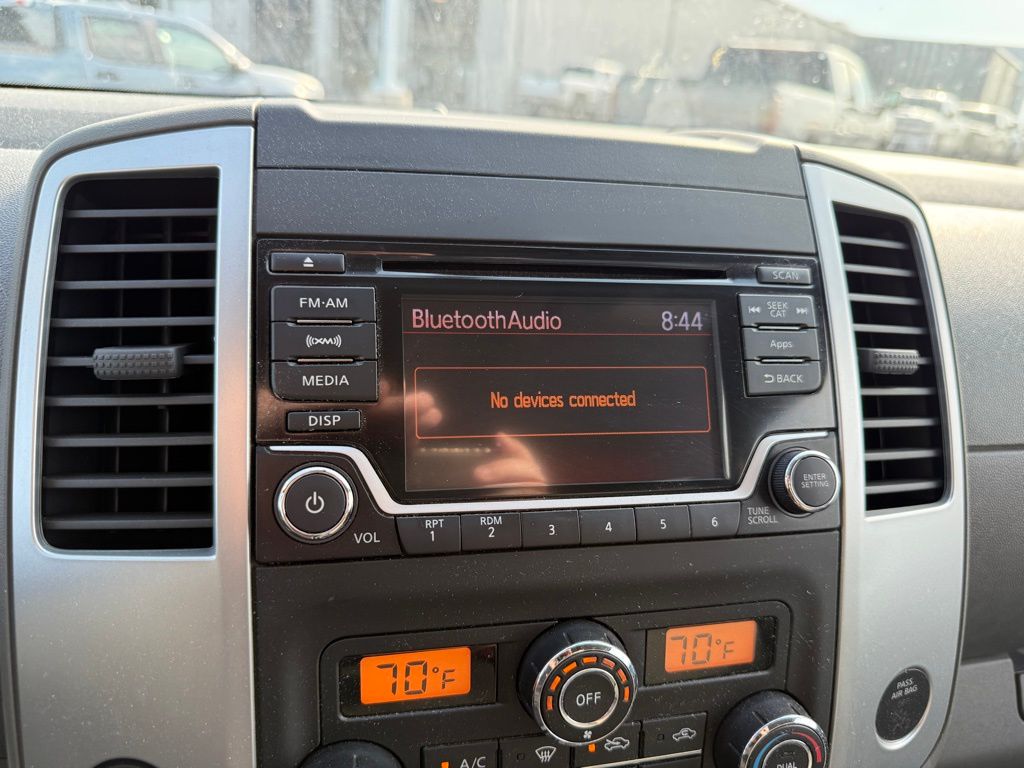 SCAN
FM·AM
BluetoothAudio 8:44
SEEK
CAT
((XM))
Apps
MEDIA
No devices connected
BACK
DISP
ENTER
SETTING
VOL
RPT
1
RDM
2
3
4
5
6
TUNE
SCROLL
70°F
70°F
OFF
PASS
AIR BAG
A/C
DUAL